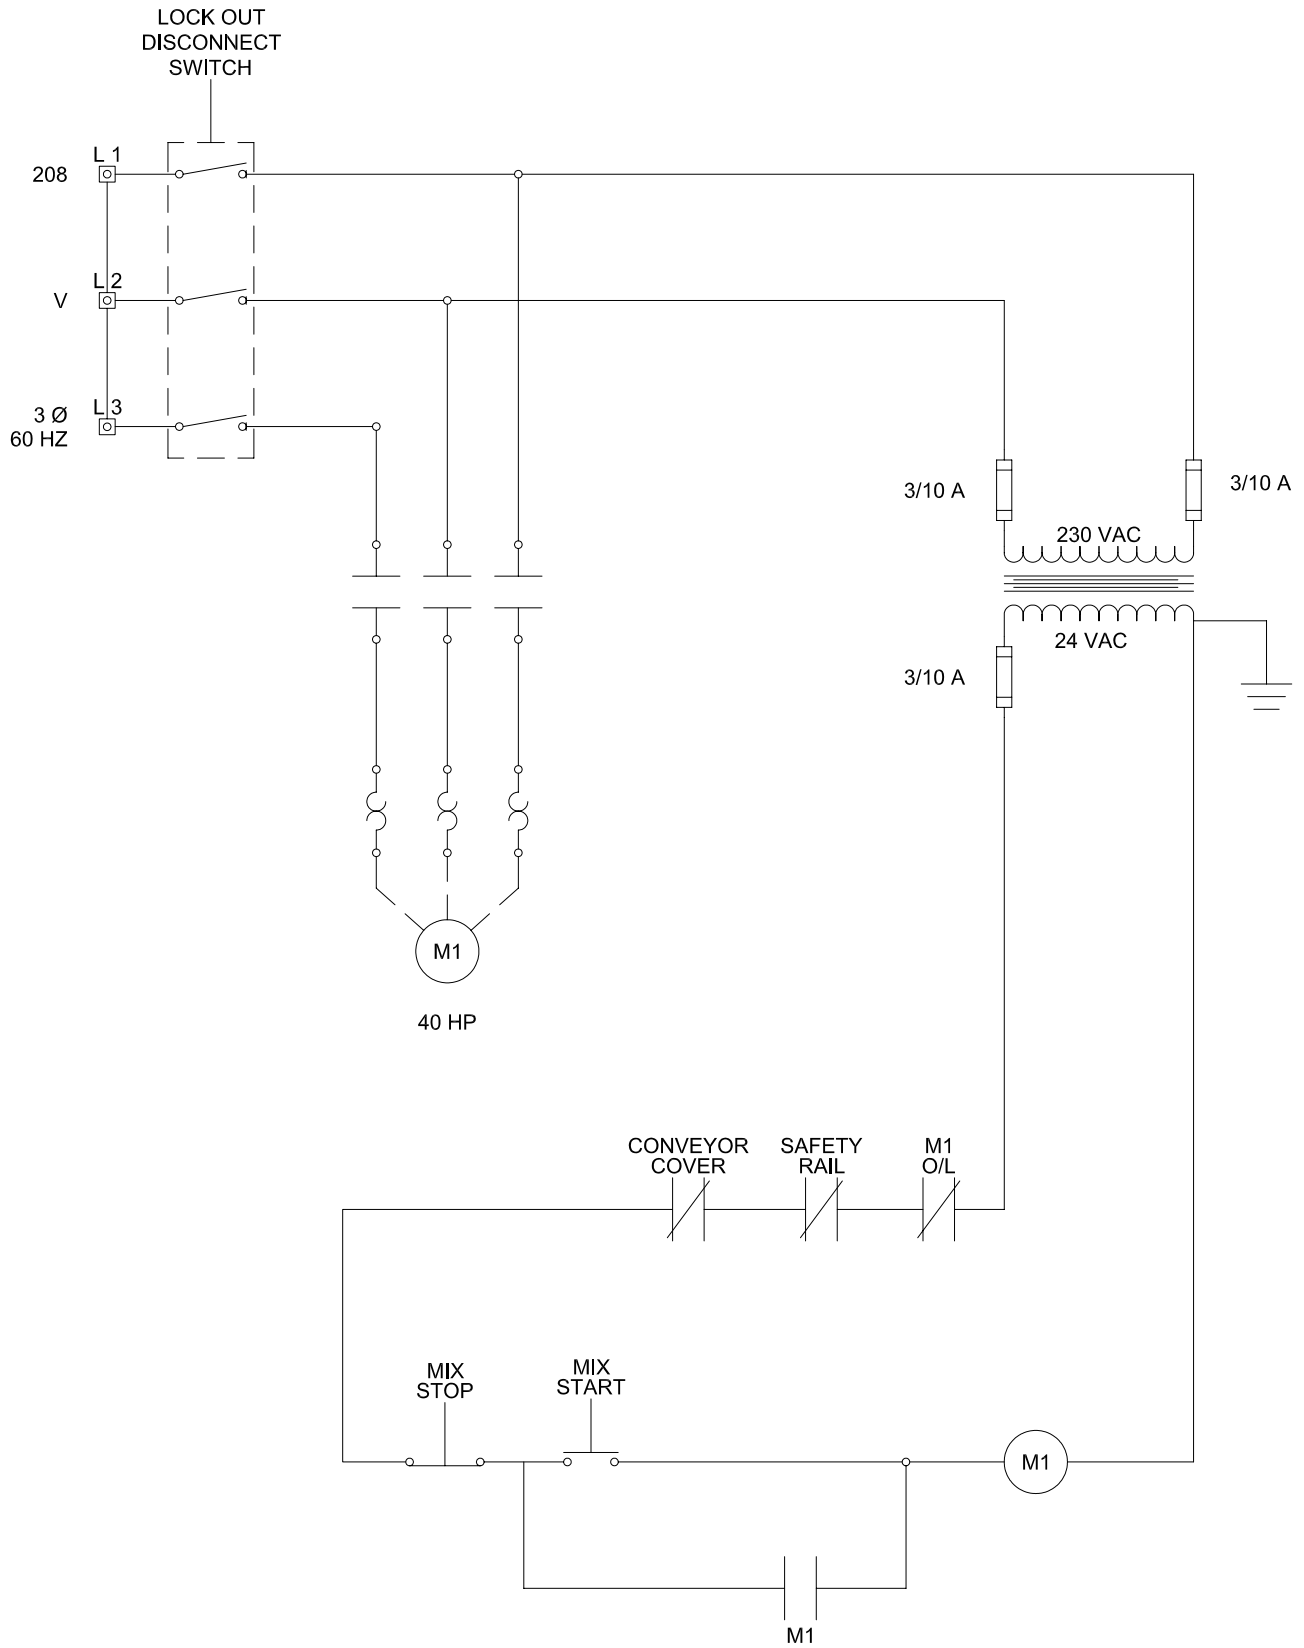 LOCK OUT
DISCONNECT
SWITCH
L 1
208
L 2
V
L 3
3 Ø
60 HZ
3/10 A
3/10 A
230 VAC
24 VAC
3/10 A
M1
40 HP
CONVEYOR
COVER
SAFETY
RAIL
M1
O/L
MIX
STOP
MIX
START
M1
M1